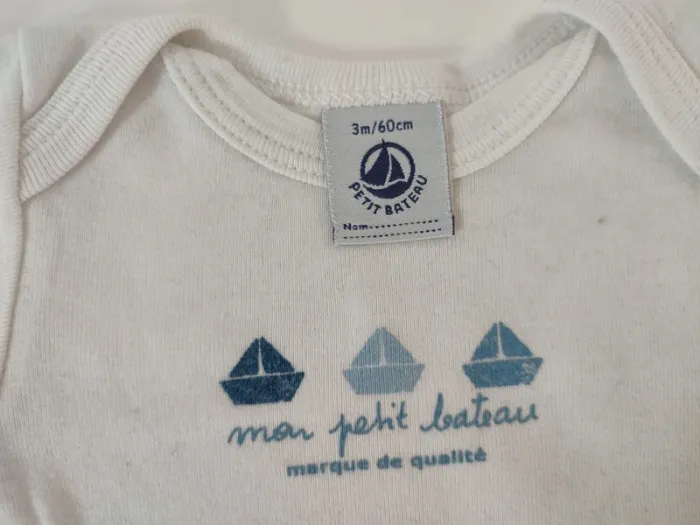 3m/60cm
PETIT BATEAU
Nom
mon petit bateau
marque de qualité